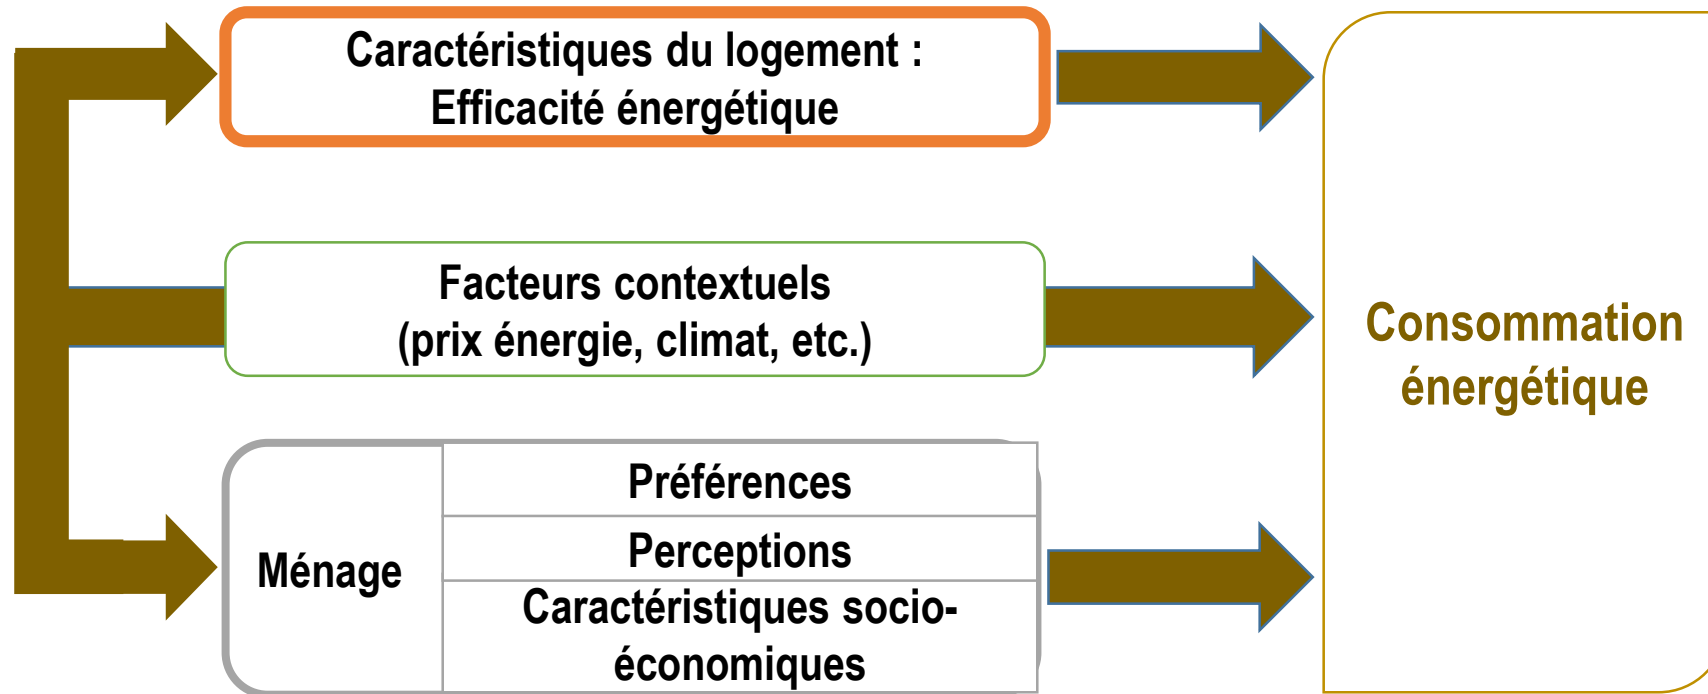 Caractéristiques du logement :
Efficacité énergétique
Facteurs contextuels
(prix énergie, climat, etc.)
Ménage
Préférences
Perceptions
Caractéristiques socio-
économiques
Consommation
énergétique